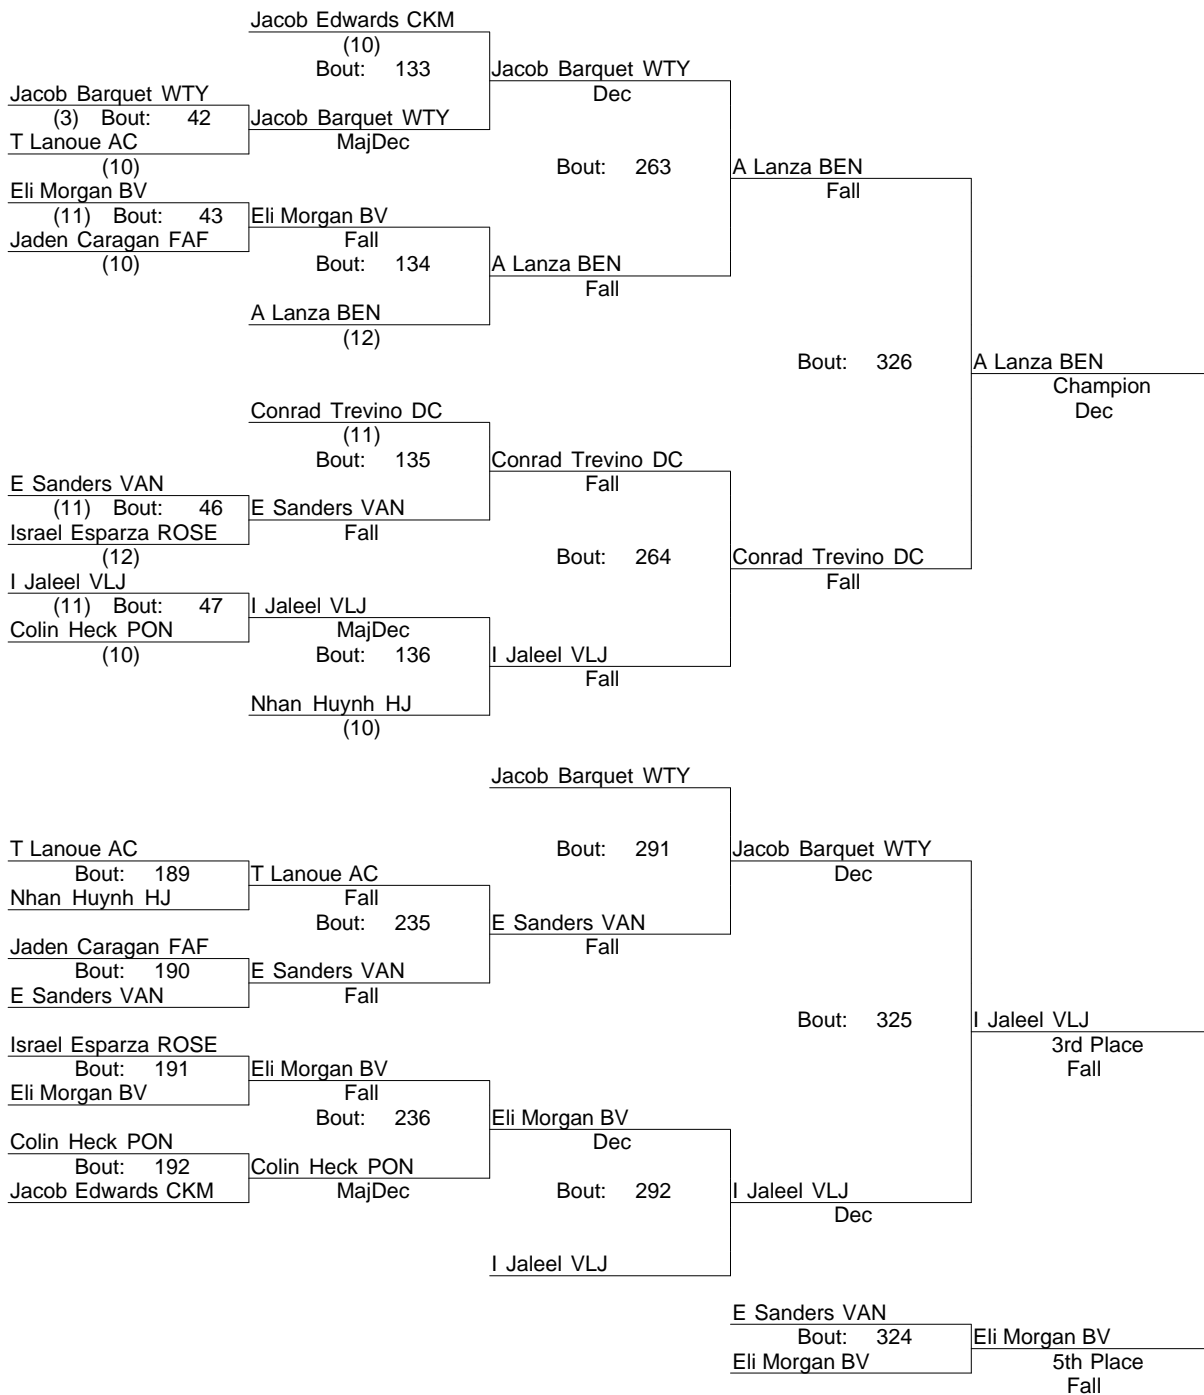 Jacob Edwards CKM
(10)
Bout: 133
Jacob Barquet WTY
Dec
Jacob Barquet WTY
(3) Bout: 42
Jacob Barquet WTY
T Lanoue AC
MajDec
(10)
Bout: 263
A Lanza BEN
Eli Morgan BV
Fall
(11) Bout: 43
Eli Morgan BV
Jaden Caragan FAF
Fall
(10)
Bout: 134
A Lanza BEN
Fall
A Lanza BEN
(12)
Bout: 326
A Lanza BEN
Champion
Dec
Conrad Trevino DC
(11)
Bout: 135
Conrad Trevino DC
Fall
E Sanders VAN
(11) Bout: 46
E Sanders VAN
Israel Esparza ROSE
Fall
(12)
Bout: 264
Conrad Trevino DC
Fall
I Jaleel VLJ
(11) Bout: 47
I Jaleel VLJ
Colin Heck PON
MajDec
(10)
Bout: 136
I Jaleel VLJ
Fall
Nhan Huynh HJ
(10)
Jacob Barquet WTY
Bout: 291
Jacob Barquet WTY
Dec
T Lanoue AC
Bout: 189
T Lanoue AC
Nhan Huynh HJ
Fall
Bout: 235
E Sanders VAN
Fall
Jaden Caragan FAF
Bout: 190
E Sanders VAN
E Sanders VAN
Fall
Bout: 325
I Jaleel VLJ
3rd Place
Fall
Israel Esparza ROSE
Bout: 191
Eli Morgan BV
Eli Morgan BV
Fall
Bout: 236
Eli Morgan BV
Dec
Colin Heck PON
Bout: 192
Colin Heck PON
Jacob Edwards CKM
MajDec
Bout: 292
I Jaleel VLJ
Dec
I Jaleel VLJ
E Sanders VAN
Bout: 324
Eli Morgan BV
Eli Morgan BV
5th Place
Fall